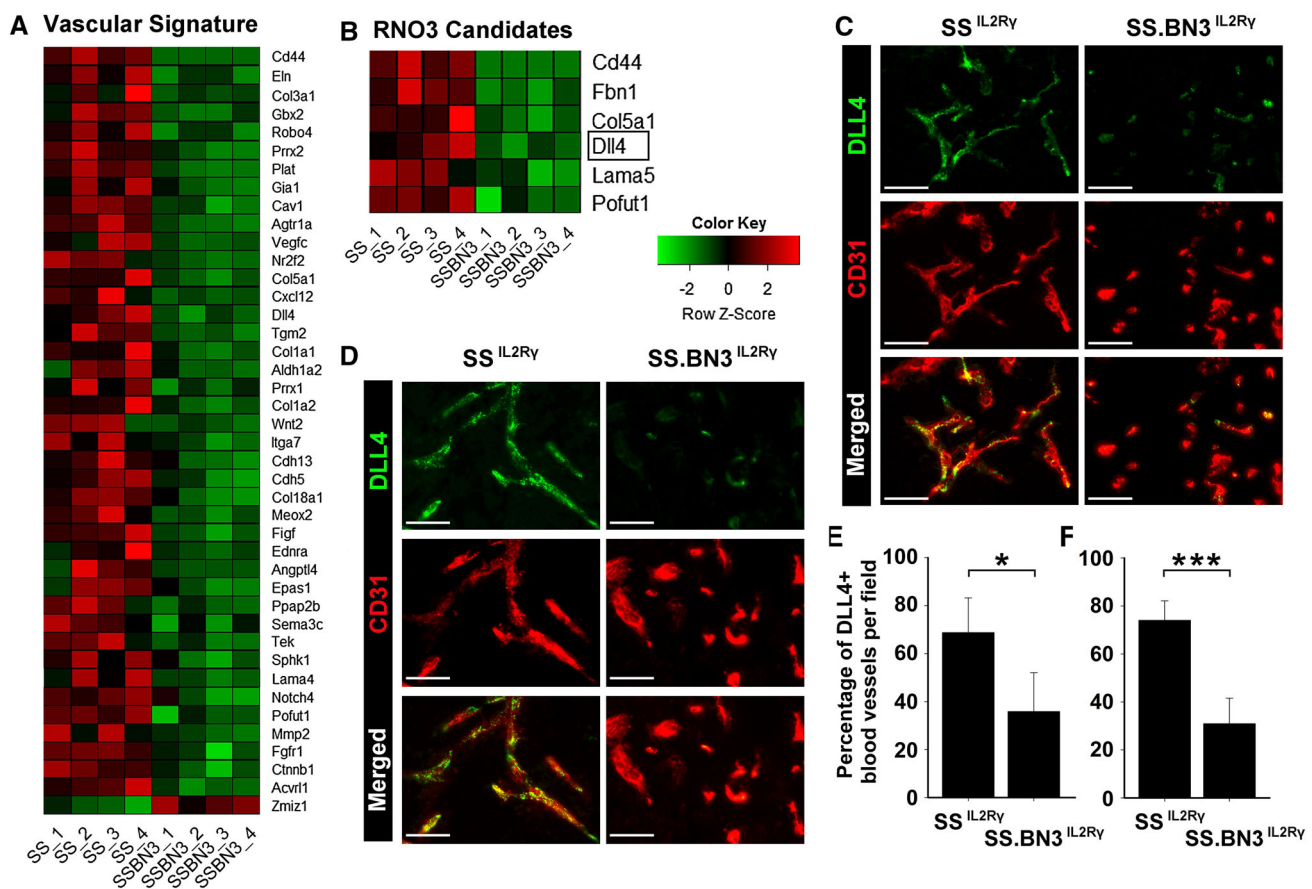 A Vascular Signature
Cd44
Eln
Col3a1
Gbx2
Robo4
Prrx2
Plat
Gja1
Cav1
Agtr1a
Vegfc
Nr2f2
Col5a1
Cxcl12
Dll4
Tgm2
Col1a1
Aldh1a2
Prrx1
Col1a2
Wnt2
Itga7
Cdh13
Cdh5
Col18a1
Meox2
Figf
Ednra
Angptl4
Epas1
Ppap2b
Sema3c
Tek
Sphk1
Lama4
Notch4
Pofut1
Mmp2
Fgfr1
Ctnnb1
Acvrl1
Zmiz1
SS_1
SS_2
SS_3
SS_4
SSBN3_1
SSBN3_2
SSBN3_3
SSBN3_4
B RNO3 Candidates
Cd44
Fbn1
Col5a1
Dll4
Lama5
Pofut1
SS_1
SS_2
SS_3
SS_4
SSBN3_1
SSBN3_2
SSBN3_3
SSBN3_4
Color Key
-2 0 2
Row Z-Score
C
SS IL2Rγ SS.BN3 IL2Rγ
DLL4
CD31
Merged
D
SS IL2Rγ SS.BN3 IL2Rγ
DLL4
CD31
Merged
E
Percentage of DLL4+
blood vessels per field
100
80
60
40
20
0
*
SS IL2Rγ
SS.BN3 IL2Rγ
F
100
80
60
40
20
0
***
SS IL2Rγ
SS.BN3 IL2Rγ